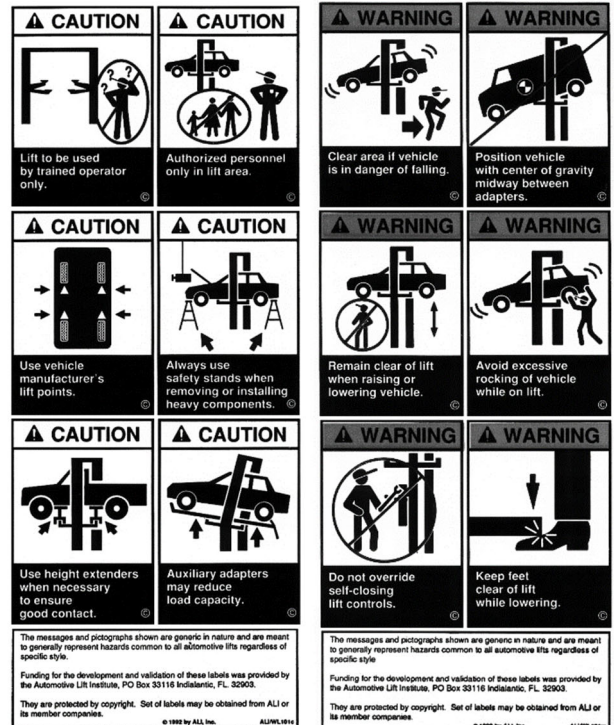 CAUTION
Lift to be used
by trained operator
only.
©
CAUTION
Authorized personnel
only in lift area.
©
CAUTION
Use vehicle
manufacturer's
lift points.
©
CAUTION
Always use
safety stands when
removing or installing
heavy components.
©
CAUTION
Use height extenders
when necessary
to ensure
good contact.
©
CAUTION
Auxiliary adapters
may reduce
load capacity.
©
The messages and pictographs shown are generic in nature and are meant
to generally represent hazards common to all automotive lifts regardless of
specific style.
Funding for the development and validation of these labels was provided by
the Automotive Lift Institute, PO Box 33116 Indialantic, FL 32903.
They are protected by copyright. Set of labels may be obtained from ALI or
its member companies.
© 1992 by ALI, Inc.
ALI/WL101c
WARNING
Clear area if vehicle
is in danger of falling.
©
WARNING
Position vehicle
with center of gravity
midway between
adapters.
©
WARNING
Remain clear of lift
when raising or
lowering vehicle.
©
WARNING
Avoid excessive
rocking of vehicle
while on lift.
©
WARNING
Do not override
self-closing
lift controls.
©
WARNING
Keep feet
clear of lift
while lowering.
©
The messages and pictographs shown are generic in nature and are meant
to generally represent hazards common to all automotive lifts regardless of
specific style
Funding for the development and validation of these labels was provided by
the Automotive Lift Institute, PO Box 33116 Indialantic, FL. 32903.
They are protected by copyright. Set of labels may be obtained from ALI or
its member companies.